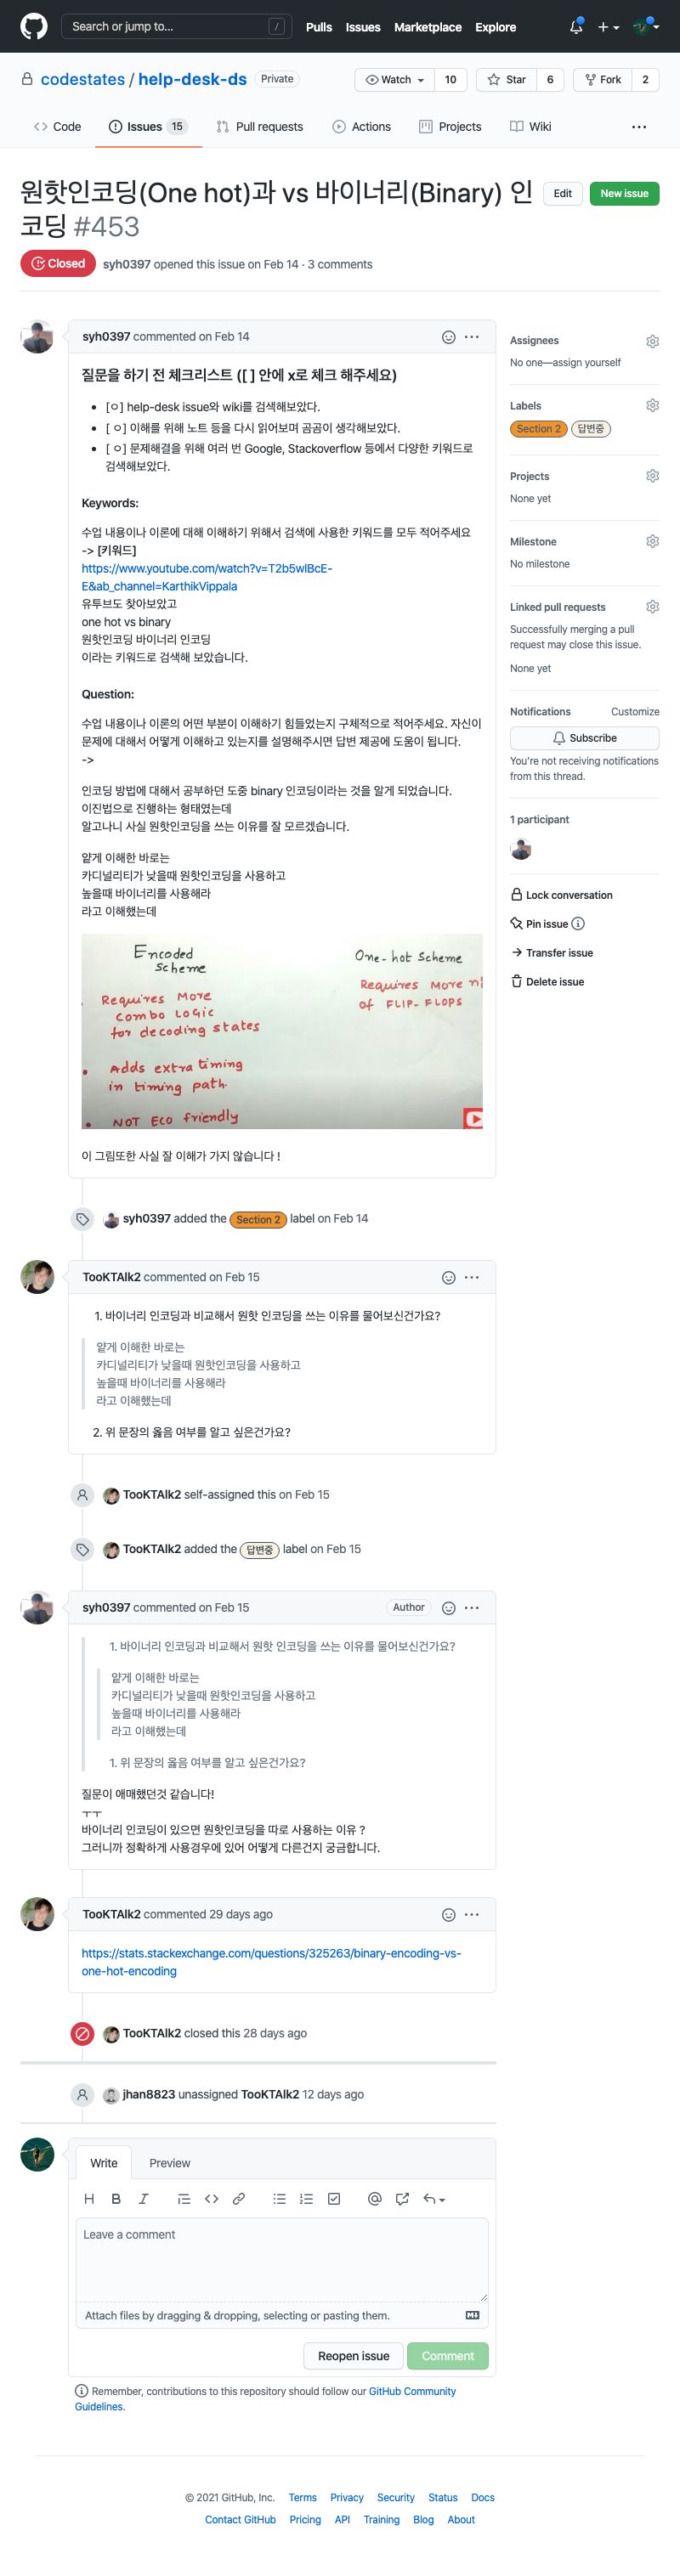 Search or jump to... /
Pulls Issues Marketplace Explore
codestates / help-desk-ds Private
Watch 10 Star 6 Fork 2
Code Issues 15 Pull requests Actions Projects Wiki ...
원핫인코딩(One hot)과 vs 바이너리(Binary) 인
코딩 #453
Edit New issue
Closed syh0397 opened this issue on Feb 14 · 3 comments
syh0397 commented on Feb 14
질문을 하기 전 체크리스트 ([ ] 안에 x로 체크 해주세요)
• [ㅇ] help-desk issue와 wiki를 검색해보았다.
• [ ㅇ] 이해를 위해 노트 등을 다시 읽어보며 곰곰이 생각해보았다.
• [ ㅇ] 문제해결을 위해 여러 번 Google, Stackoverflow 등에서 다양한 키워드로
검색해보았다.
Keywords:
수업 내용이나 이론에 대해 이해하기 위해서 검색에 사용한 키워드를 모두 적어주세요
-> [키워드]
https://www.youtube.com/watch?v=T2b5wlBcE-
E&ab_channel=KarthikVippala
유투브도 찾아보았고
one hot vs binary
원핫인코딩 바이너리 인코딩
이라는 키워드로 검색해 보았습니다.
Question:
수업 내용이나 이론의 어떤 부분이 이해하기 힘들었는지 구체적으로 적어주세요. 자신이
문제에 대해서 어떻게 이해하고 있는지를 설명해주시면 답변 제공에 도움이 됩니다.
->
인코딩 방법에 대해서 공부하던 도중 binary 인코딩이라는 것을 알게 되었습니다.
이진법으로 진행하는 형태였는데
알고나니 사실 원핫인코딩을 쓰는 이유를 잘 모르겠습니다.
얕게 이해한 바로는
카디널리티가 낮을때 원핫인코딩을 사용하고
높을때 바이너리를 사용해라
라고 이해했는데
Encoded
Scheme
• Requires More
combo logic
for decoding states
• Adds extra timing
in timing path.
• NOT ECO friendly
One-hot Scheme
Requires More
of FLIP-FLOPS
이 그림또한 사실 잘 이해가 가지 않습니다 !
syh0397 added the Section 2 label on Feb 14
TooKTAlk2 commented on Feb 15
1. 바이너리 인코딩과 비교해서 원핫 인코딩을 쓰는 이유를 물어보신건가요?
얕게 이해한 바로는
카디널리티가 낮을때 원핫인코딩을 사용하고
높을때 바이너리를 사용해라
라고 이해했는데
2. 위 문장의 옳음 여부를 알고 싶은건가요?
TooKTAlk2 self-assigned this on Feb 15
TooKTAlk2 added the 답변중 label on Feb 15
syh0397 commented on Feb 15 Author
1. 바이너리 인코딩과 비교해서 원핫 인코딩을 쓰는 이유를 물어보신건가요?
얕게 이해한 바로는
카디널리티가 낮을때 원핫인코딩을 사용하고
높을때 바이너리를 사용해라
라고 이해했는데
1. 위 문장의 옳음 여부를 알고 싶은건가요?
질문이 애매했던것 같습니다!
ㅜㅜ
바이너리 인코딩이 있으면 원핫인코딩을 따로 사용하는 이유 ?
그러니까 정확하게 사용경우에 있어 어떻게 다른건지 궁금합니다.
TooKTAlk2 commented 29 days ago
https://stats.stackexchange.com/questions/325263/binary-encoding-vs-
one-hot-encoding
TooKTAlk2 closed this 28 days ago
jhan8823 unassigned TooKTAlk2 12 days ago
Write Preview
Leave a comment
Attach files by dragging & dropping, selecting or pasting them.
Reopen issue Comment
Remember, contributions to this repository should follow our GitHub Community
Guidelines.
Assignees
No one—assign yourself
Labels
Section 2 답변중
Projects
None yet
Milestone
No milestone
Linked pull requests
Successfully merging a pull
request may close this issue.
None yet
Notifications Customize
Subscribe
You're not receiving notifications
from this thread.
1 participant
Lock conversation
Pin issue
Transfer issue
Delete issue
© 2021 GitHub, Inc. Terms Privacy Security Status Docs
Contact GitHub Pricing API Training Blog About